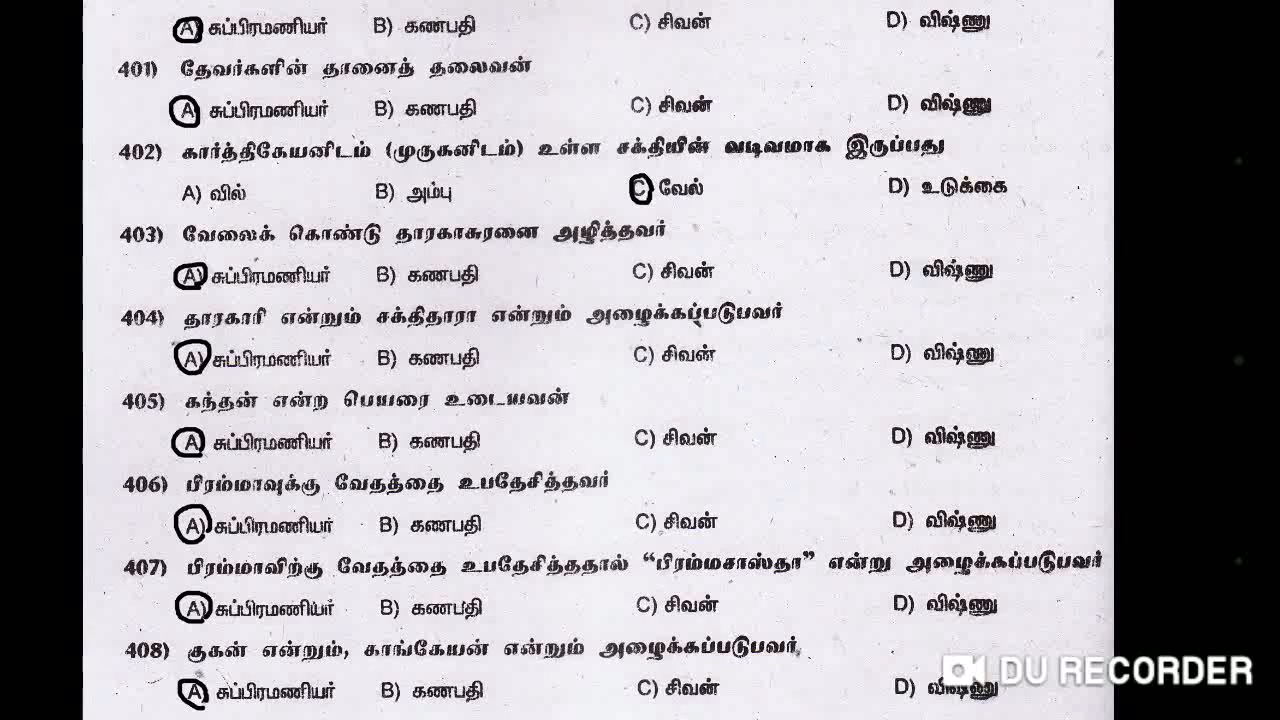 A) சுப்பிரமணியர் B) கணபதி C) சிவன் D) விஷ்ணு
401) தேவர்களின் தானைத் தலைவன்
A) சுப்பிரமணியர் B) கணபதி C) சிவன் D) விஷ்ணு
402) கார்த்திகேயனிடம் (முருகனிடம்) உள்ள சக்தியின் வடிவமாக இருப்பது
A) வில் B) அம்பு C) வேல் D) உடுக்கை
403) வேலைக் கொண்டு தாரகாசுரனை அழித்தவர்
A) சுப்பிரமணியர் B) கணபதி C) சிவன் D) விஷ்ணு
404) தாரகாரி என்றும் சக்திதாரா என்றும் அழைக்கப்படுபவர்
A) சுப்பிரமணியர் B) கணபதி C) சிவன் D) விஷ்ணு
405) கந்தன் என்ற பெயரை உடையவன்
A) சுப்பிரமணியர் B) கணபதி C) சிவன் D) விஷ்ணு
406) பிரம்மாவுக்கு வேதத்தை உபதேசித்தவர்
A) சுப்பிரமணியர் B) கணபதி C) சிவன் D) விஷ்ணு
407) பிரம்மாவிற்கு வேதத்தை உபதேசித்ததால் “பிரம்மசாஸ்தா” என்று அழைக்கப்படுபவர்
A) சுப்பிரமணியர் B) கணபதி C) சிவன் D) விஷ்ணு
408) குகன் என்றும், காங்கேயன் என்றும் அழைக்கப்படுபவர்
A) சுப்பிரமணியர் B) கணபதி C) சிவன் D) விஷ்ணு
DU RECORDER